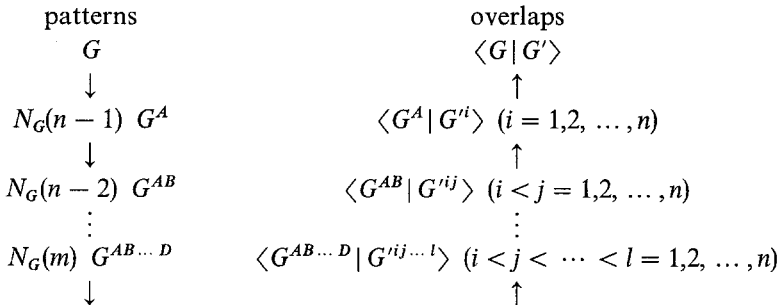 patterns overlaps
G ⟨G|G′⟩
↓ ↑
N_G(n − 1) G^A ⟨G^A|G′^i⟩ (i = 1,2, …, n)
↓ ↑
N_G(n − 2) G^{AB} ⟨G^{AB}|G′^{ij}⟩ (i < j = 1,2, …, n)
⋮ ⋮
N_G(m) G^{AB… D} ⟨G^{AB… D}|G′^{ij… l}⟩ (i < j < ⋯ < l = 1,2, …, n)
↓ ↑